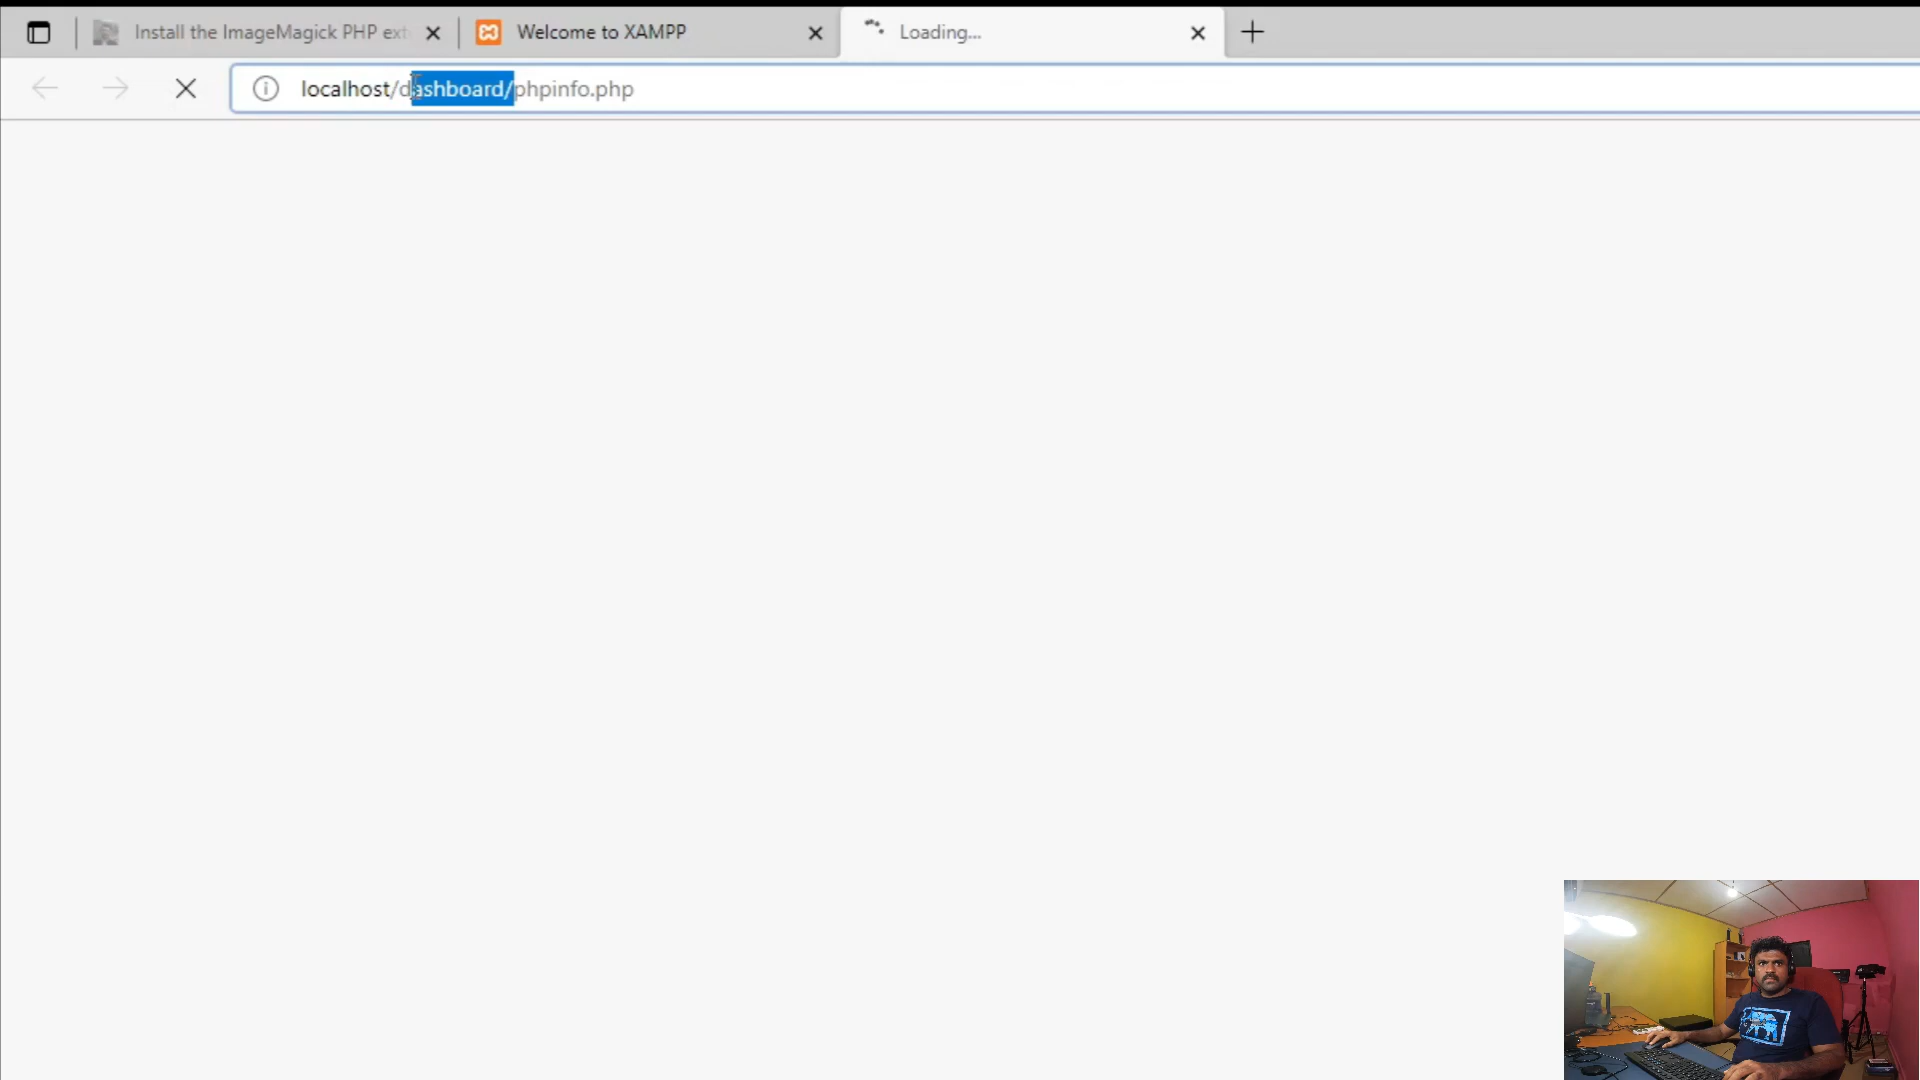 Install the ImageMagick PHP ext
Welcome to XAMPP
Loading...
localhost/dashboard/phpinfo.php